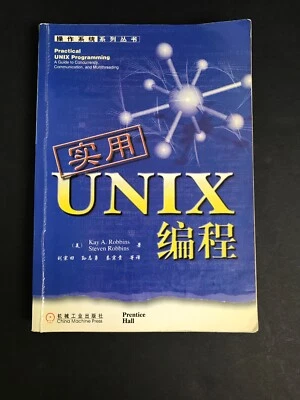 操作系统系列丛书
Practical
UNIX Programming
A Guide to Concurrency,
Communication, and Multithreading
实用
UNIX
编程
(美) Kay A. Robbins
Steven Robbins 著
等译
机械工业出版社
China Machine Press
Prentice
Hall